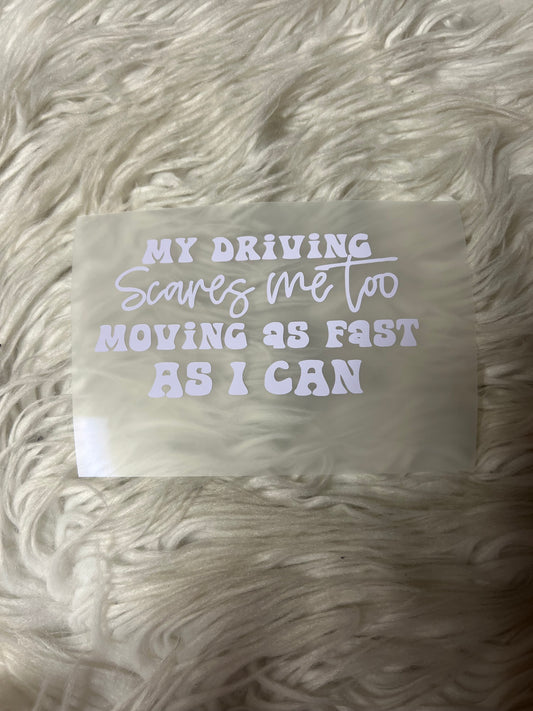 MY DRiViNG
Scares me too
MOViNG as FasT
AS I CAN